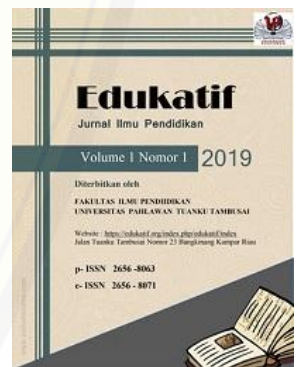 Edukatif
Jurnal Ilmu Pendidikan
Volume 1 Nomor 1 2019
Diterbitkan oleh
FAKULTAS ILMU PENDIDIKAN
UNIVERSITAS PAHLAWAN TUANKU TAMBUSAI
Website : https://edukatif.org/index.php/edukatif/index
Jalan Tuanku Tambusai Nomor 23 Bangkinang Kampar Riau
p- ISSN 2656 -8063
e- ISSN 2656 - 8071